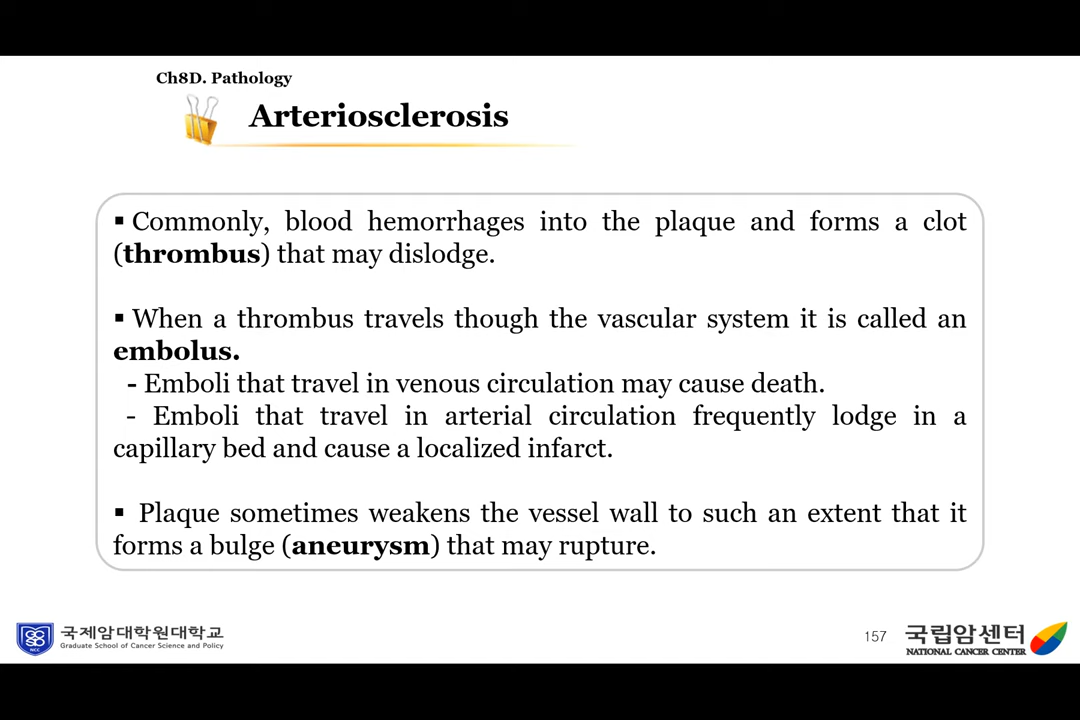 Ch8D. Pathology
Arteriosclerosis
▪ Commonly, blood hemorrhages into the plaque and forms a clot
(thrombus) that may dislodge.
▪ When a thrombus travels though the vascular system it is called an
embolus.
- Emboli that travel in venous circulation may cause death.
- Emboli that travel in arterial circulation frequently lodge in a
capillary bed and cause a localized infarct.
▪ Plaque sometimes weakens the vessel wall to such an extent that it
forms a bulge (aneurysm) that may rupture.
NCC
국제암대학원대학교
Graduate School of Cancer Science and Policy
157
국립암센터
NATIONAL CANCER CENTER